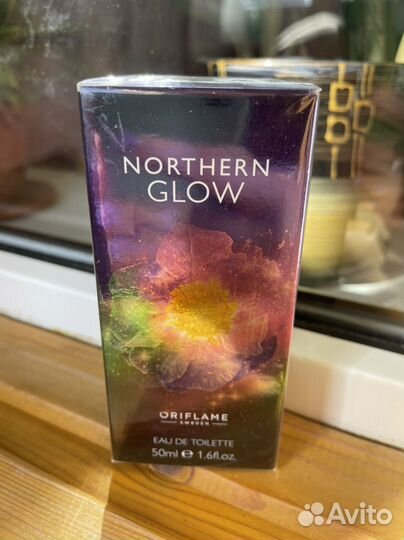 NORTHERN
GLOW
ORIFLAME
SWEDEN
EAU DE TOILETTE
50ml ℮ 1.6fl.oz.
Avito